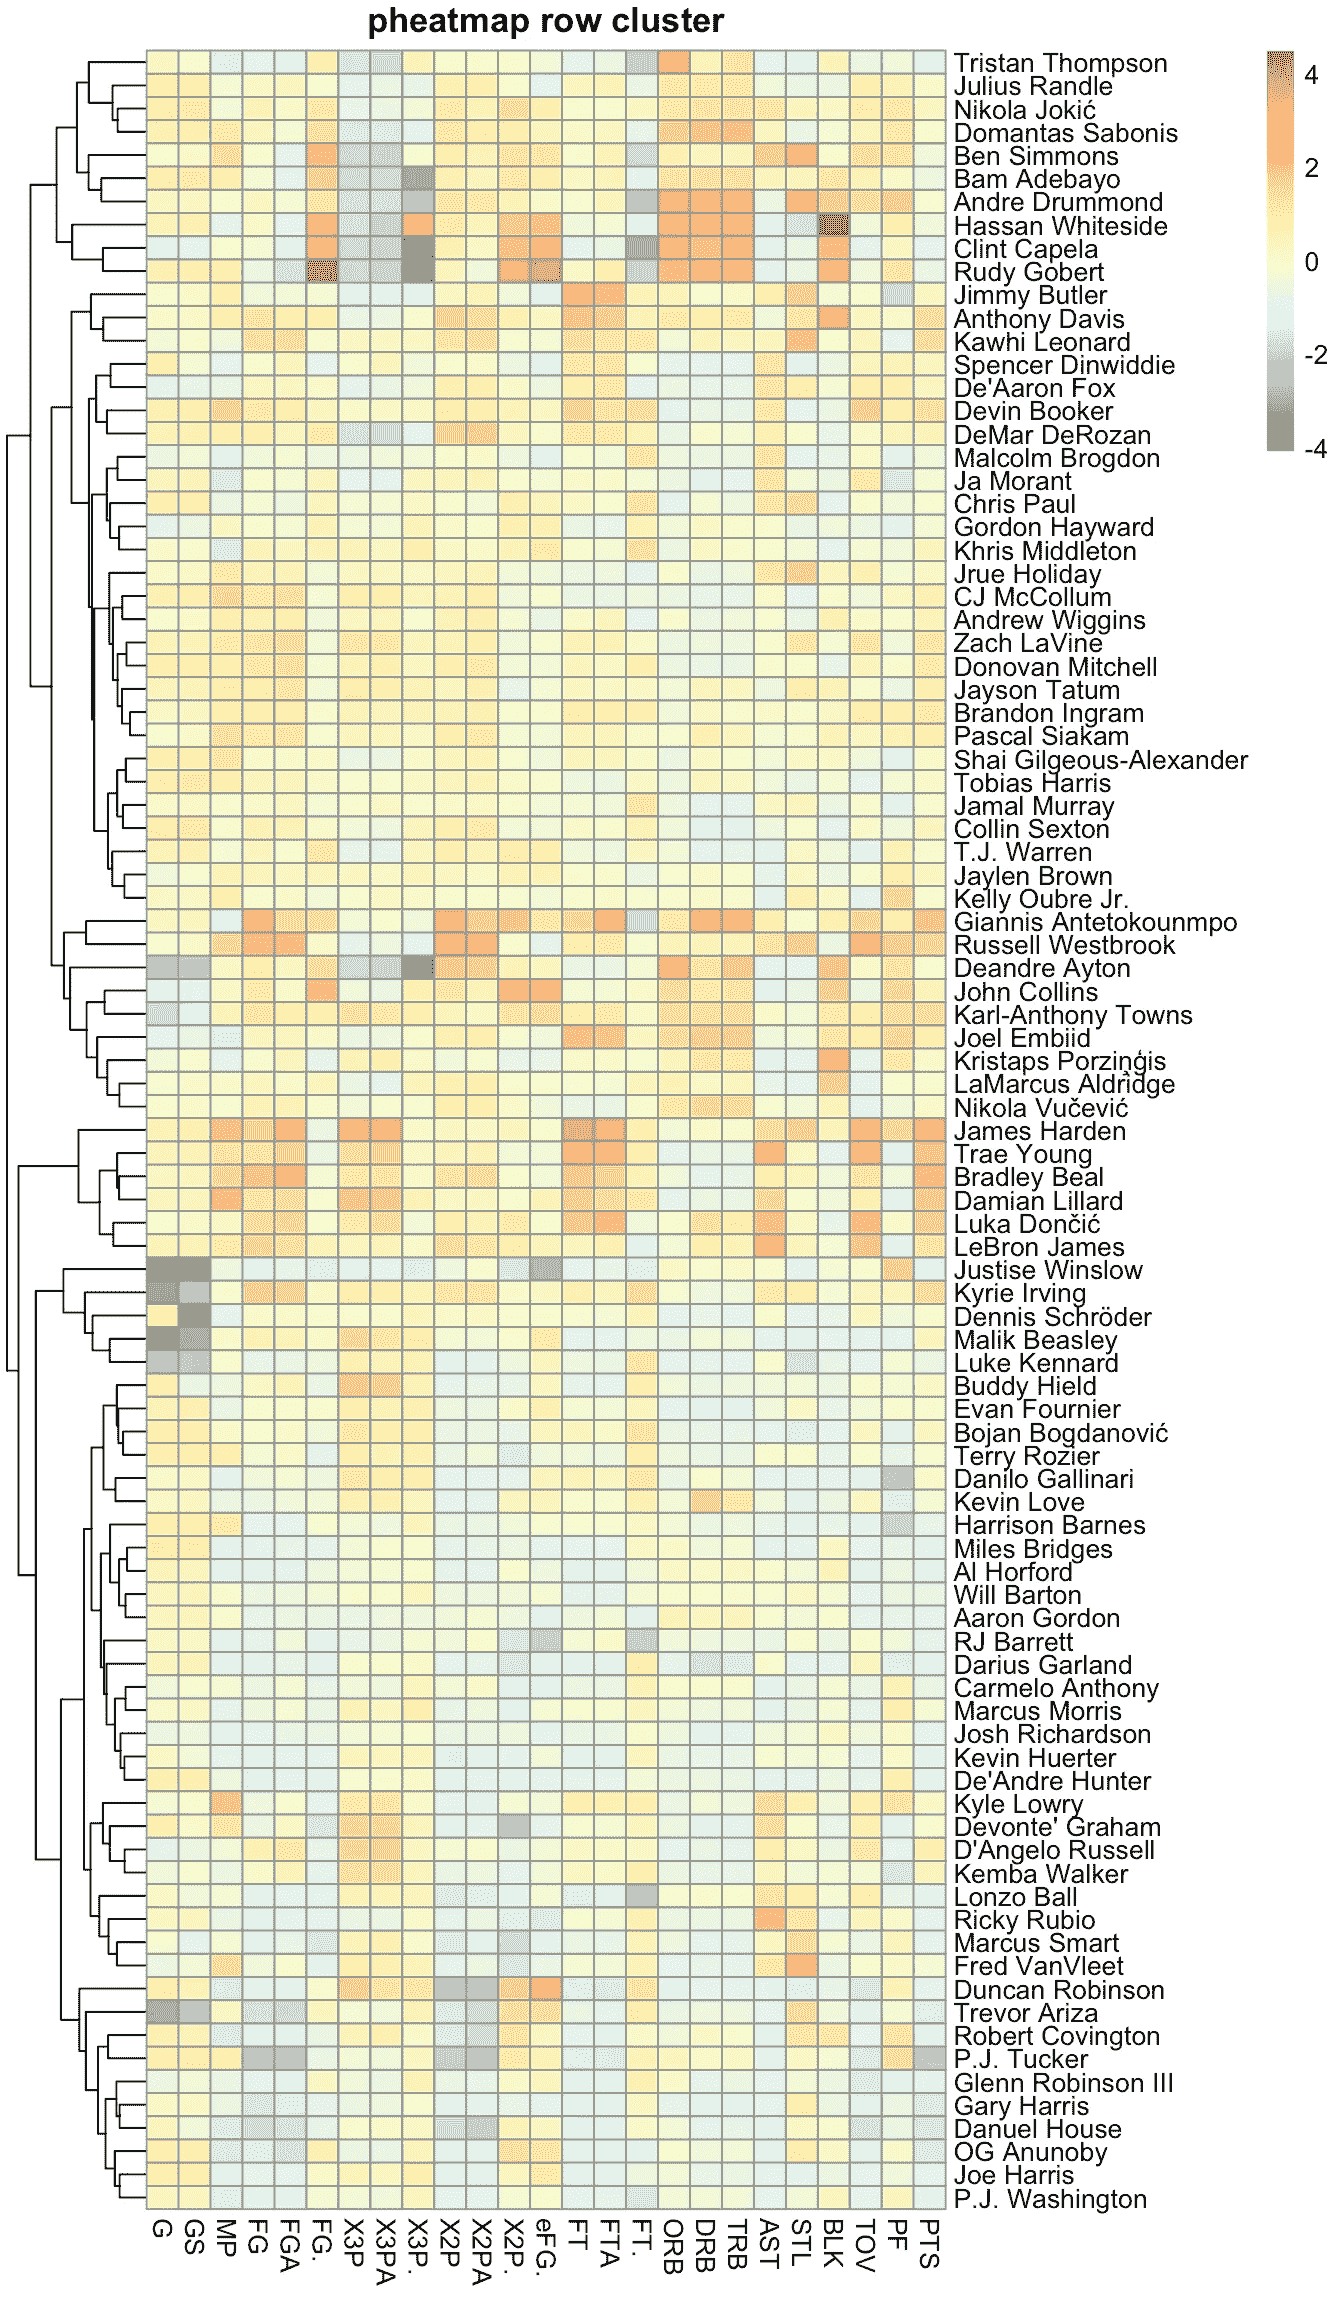 pheatmap row cluster
Tristan Thompson
Julius Randle
Nikola Jokić
Domantas Sabonis
Ben Simmons
Bam Adebayo
Andre Drummond
Hassan Whiteside
Clint Capela
Rudy Gobert
Jimmy Butler
Anthony Davis
Kawhi Leonard
Spencer Dinwiddie
De'Aaron Fox
Devin Booker
DeMar DeRozan
Malcolm Brogdon
Ja Morant
Chris Paul
Gordon Hayward
Khris Middleton
Jrue Holiday
CJ McCollum
Andrew Wiggins
Zach LaVine
Donovan Mitchell
Jayson Tatum
Brandon Ingram
Pascal Siakam
Shai Gilgeous-Alexander
Tobias Harris
Jamal Murray
Collin Sexton
T.J. Warren
Jaylen Brown
Kelly Oubre Jr.
Giannis Antetokounmpo
Russell Westbrook
Deandre Ayton
John Collins
Karl-Anthony Towns
Joel Embiid
Kristaps Porziņģis
LaMarcus Aldridge
Nikola Vučević
James Harden
Trae Young
Bradley Beal
Damian Lillard
Luka Dončić
LeBron James
Justise Winslow
Kyrie Irving
Dennis Schröder
Malik Beasley
Luke Kennard
Buddy Hield
Evan Fournier
Bojan Bogdanović
Terry Rozier
Danilo Gallinari
Kevin Love
Harrison Barnes
Miles Bridges
Al Horford
Will Barton
Aaron Gordon
RJ Barrett
Darius Garland
Carmelo Anthony
Marcus Morris
Josh Richardson
Kevin Huerter
De'Andre Hunter
Kyle Lowry
Devonte' Graham
D'Angelo Russell
Kemba Walker
Lonzo Ball
Ricky Rubio
Marcus Smart
Fred VanVleet
Duncan Robinson
Trevor Ariza
Robert Covington
P.J. Tucker
Glenn Robinson III
Gary Harris
Danuel House
OG Anunoby
Joe Harris
P.J. Washington
G
GS
MP
FG
FGA
FG.
X3P
X3PA
X3P.
X2P
X2PA
X2P.
eFG.
FT
FTA
FT.
ORB
DRB
TRB
AST
STL
BLK
TOV
PF
PTS
4
2
0
-2
-4